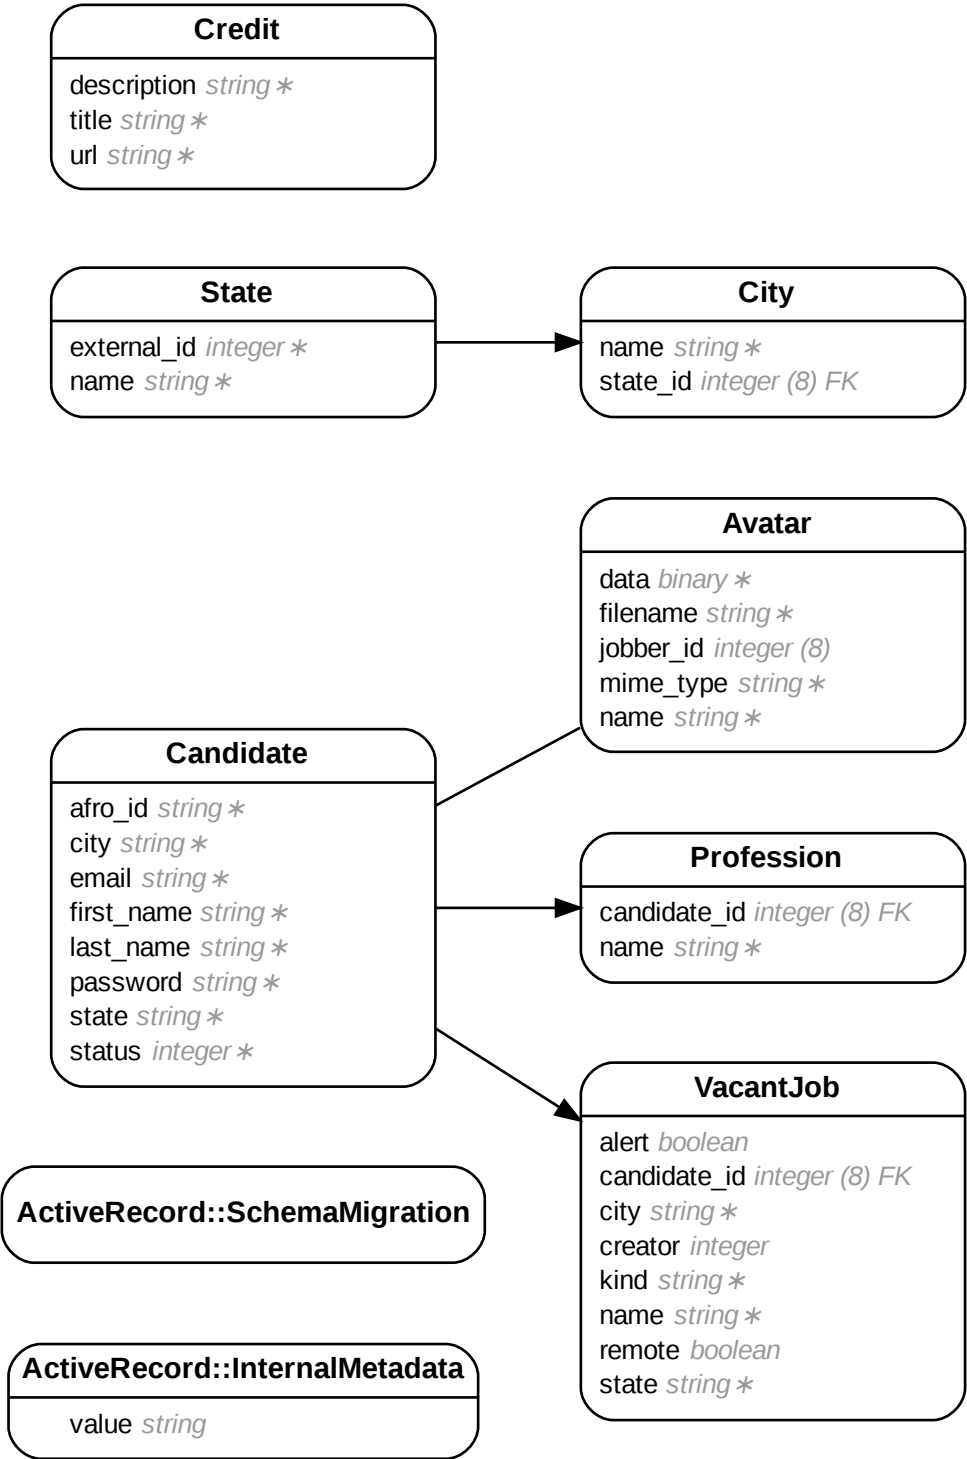 Credit
description string ∗
title string ∗
url string ∗
State
external_id integer ∗
name string ∗
City
name string ∗
state_id integer (8) FK
Avatar
data binary ∗
filename string ∗
jobber_id integer (8)
mime_type string ∗
name string ∗
Candidate
afro_id string ∗
city string ∗
email string ∗
first_name string ∗
last_name string ∗
password string ∗
state string ∗
status integer ∗
Profession
candidate_id integer (8) FK
name string ∗
VacantJob
alert boolean
candidate_id integer (8) FK
city string ∗
creator integer
kind string ∗
name string ∗
remote boolean
state string ∗
ActiveRecord::SchemaMigration
ActiveRecord::InternalMetadata
value string